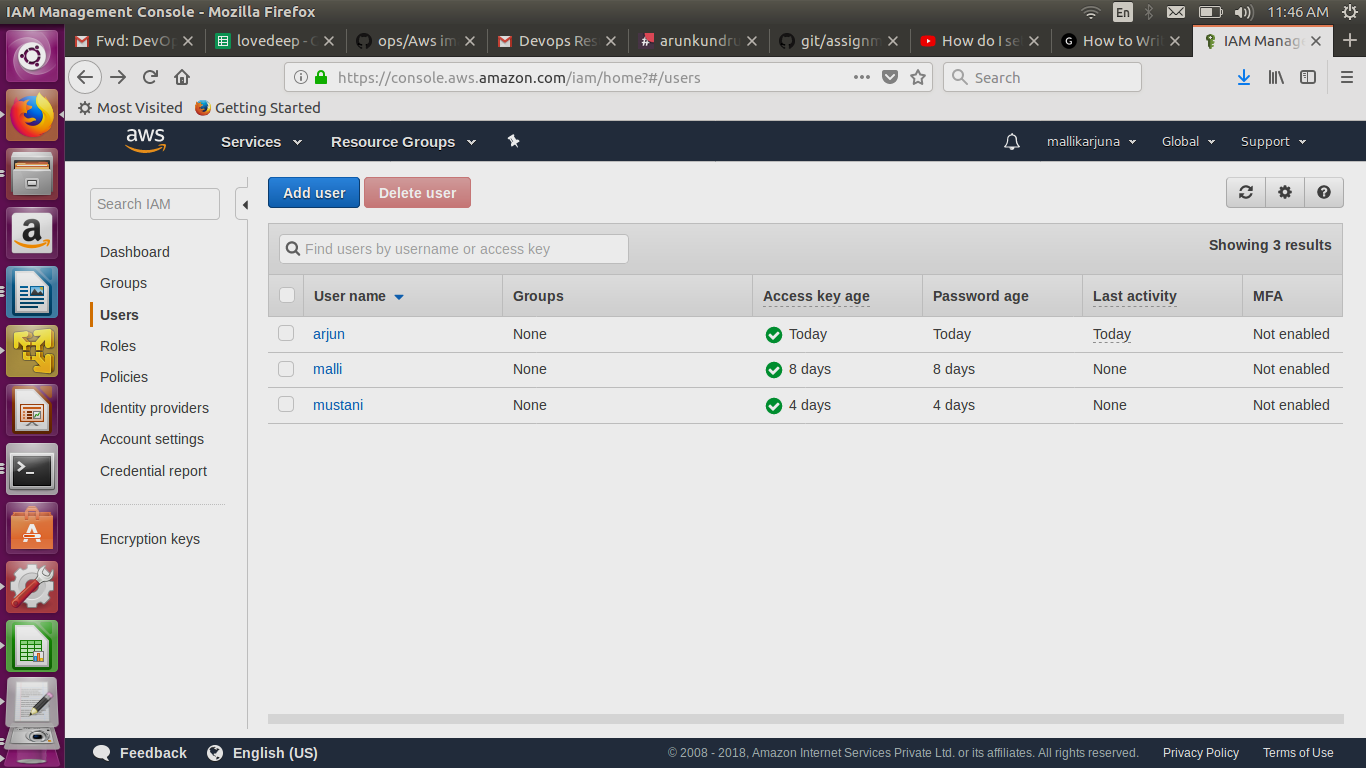 IAM Management Console - Mozilla Firefox
En
11:46 AM
Fwd: DevOp
lovedeep - G
ops/Aws im
Devops Res
arunkundru
git/assignm
How do I se
How to Wri
IAM Manag
https://console.aws.amazon.com/iam/home?#/users
Search
Most Visited
Getting Started
aws
Services
Resource Groups
mallikarjuna
Global
Support
Search IAM
Add user
Delete user
Dashboard
Groups
Users
Roles
Policies
Identity providers
Account settings
Credential report
Encryption keys
Find users by username or access key
Showing 3 results
User name Groups Access key age Password age Last activity MFA
arjun None Today Today Today Not enabled
malli None 8 days 8 days None Not enabled
mustani None 4 days 4 days None Not enabled
Feedback
English (US)
© 2008 - 2018, Amazon Internet Services Private Ltd. or its affiliates. All rights reserved.
Privacy Policy
Terms of Use